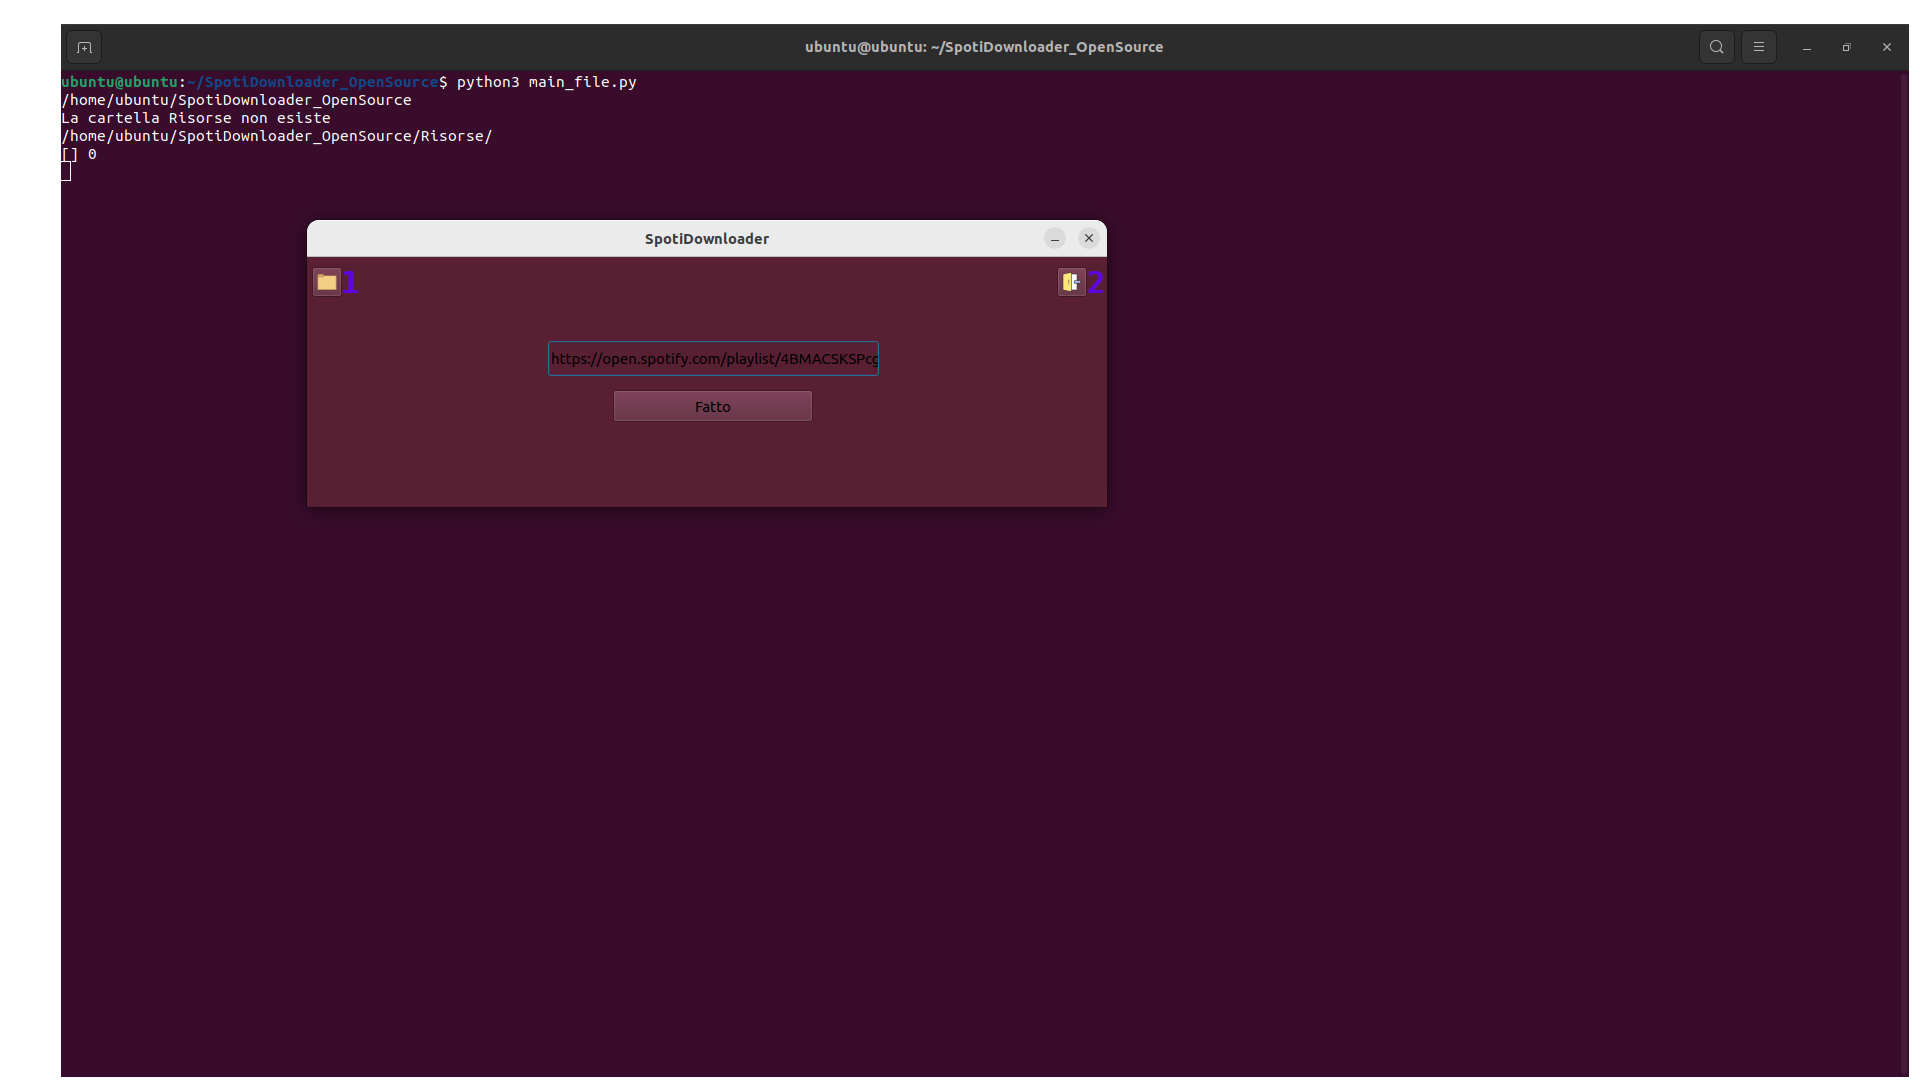 ubuntu@ubuntu: ~/SpotiDownloader_OpenSource
ubuntu@ubuntu:~/SpotiDownloader_OpenSource$ python3 main_file.py
/home/ubuntu/SpotiDownloader_OpenSource
La cartella Risorse non esiste
/home/ubuntu/SpotiDownloader_OpenSource/Risorse/
[] 0
SpotiDownloader
1
2
https://open.spotify.com/playlist/4BMACSKSPcg
Fatto